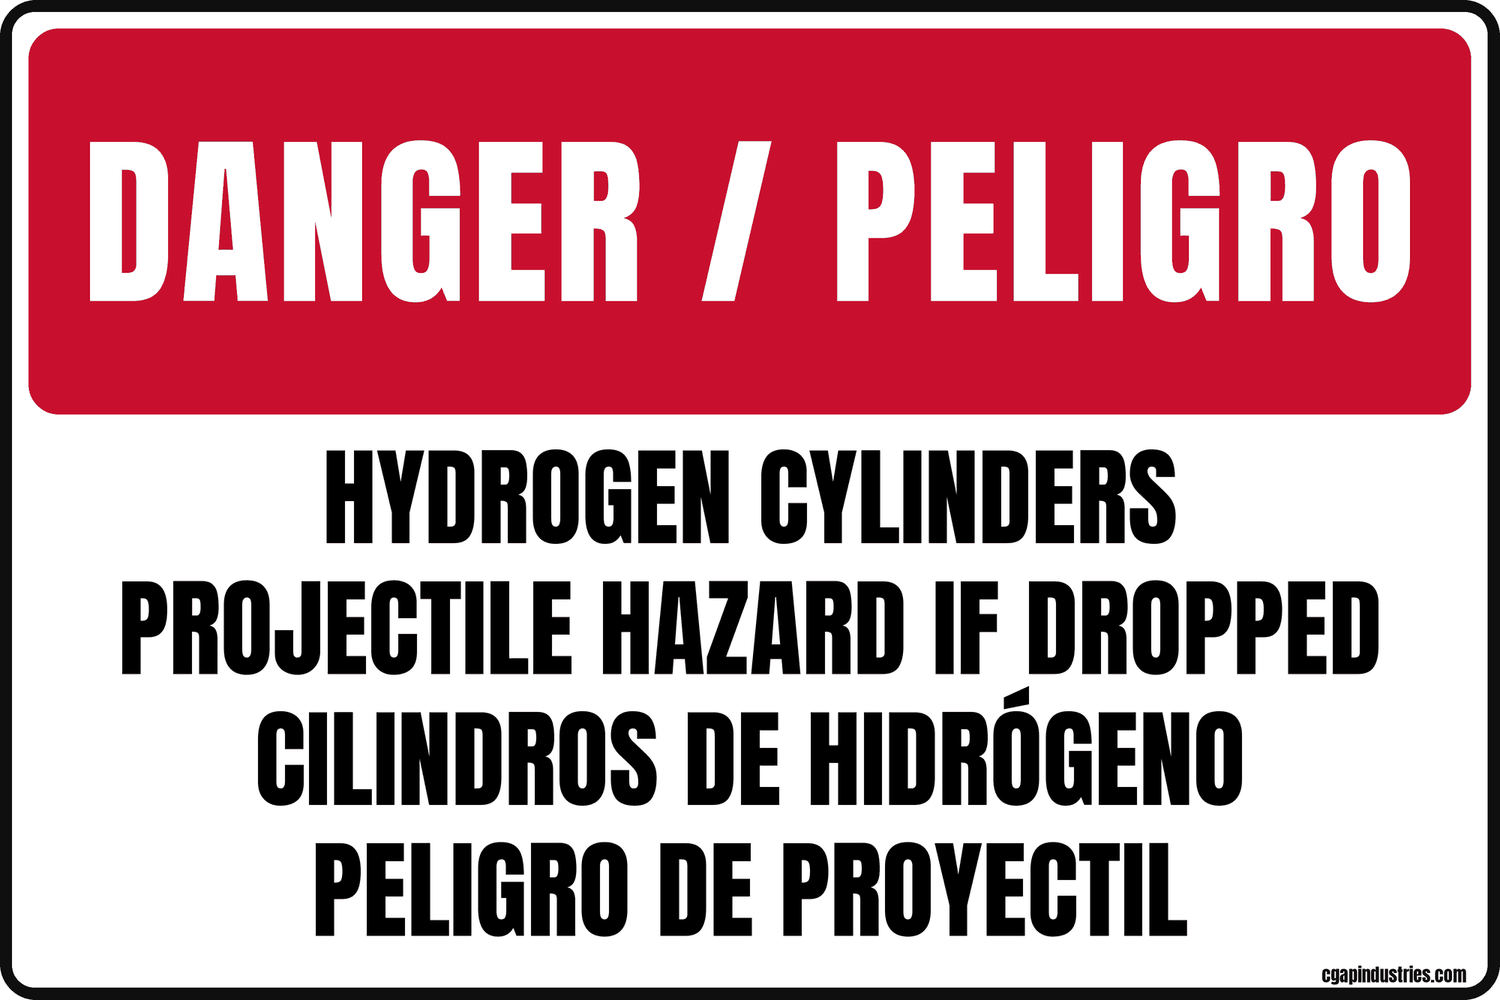 DANGER / PELIGRO
HYDROGEN CYLINDERS
PROJECTILE HAZARD IF DROPPED
CILINDROS DE HIDRÓGENO
PELIGRO DE PROYECTIL
cgapindustries.com